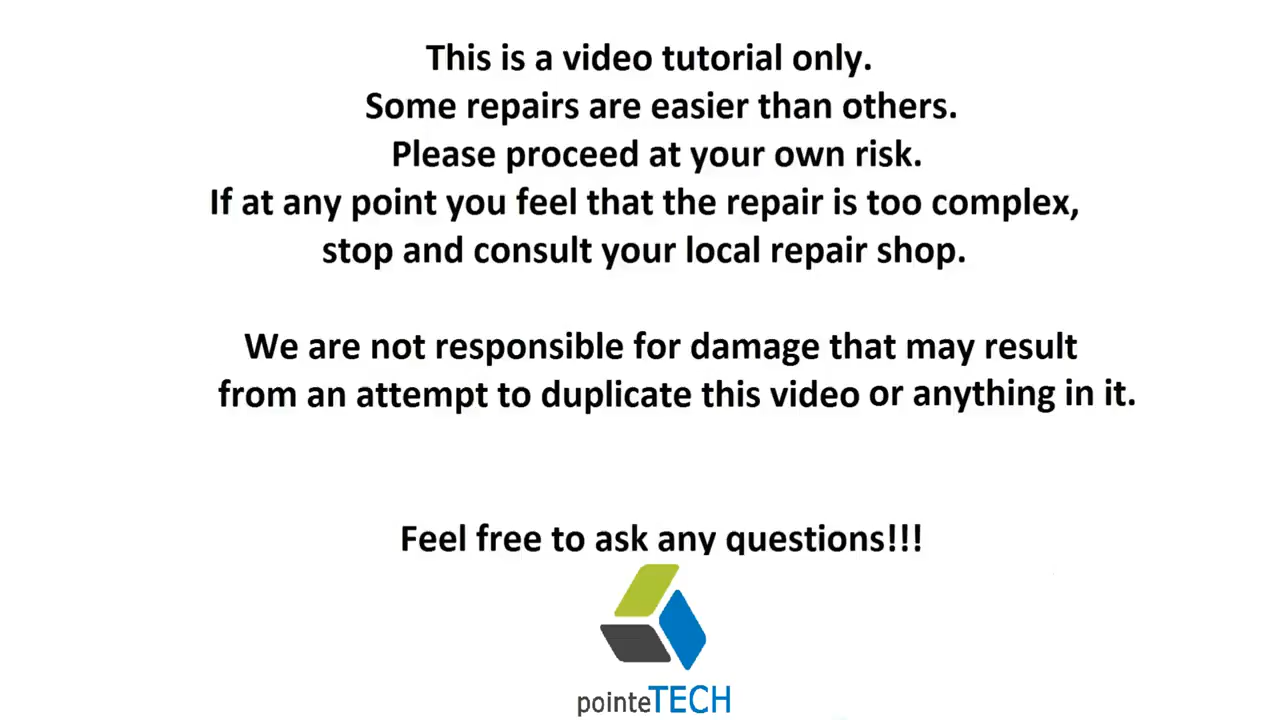 This is a video tutorial only.
Some repairs are easier than others.
Please proceed at your own risk.
If at any point you feel that the repair is too complex,
stop and consult your local repair shop.
We are not responsible for damage that may result
from an attempt to duplicate this video or anything in it.
Feel free to ask any questions!!!
pointeTECH